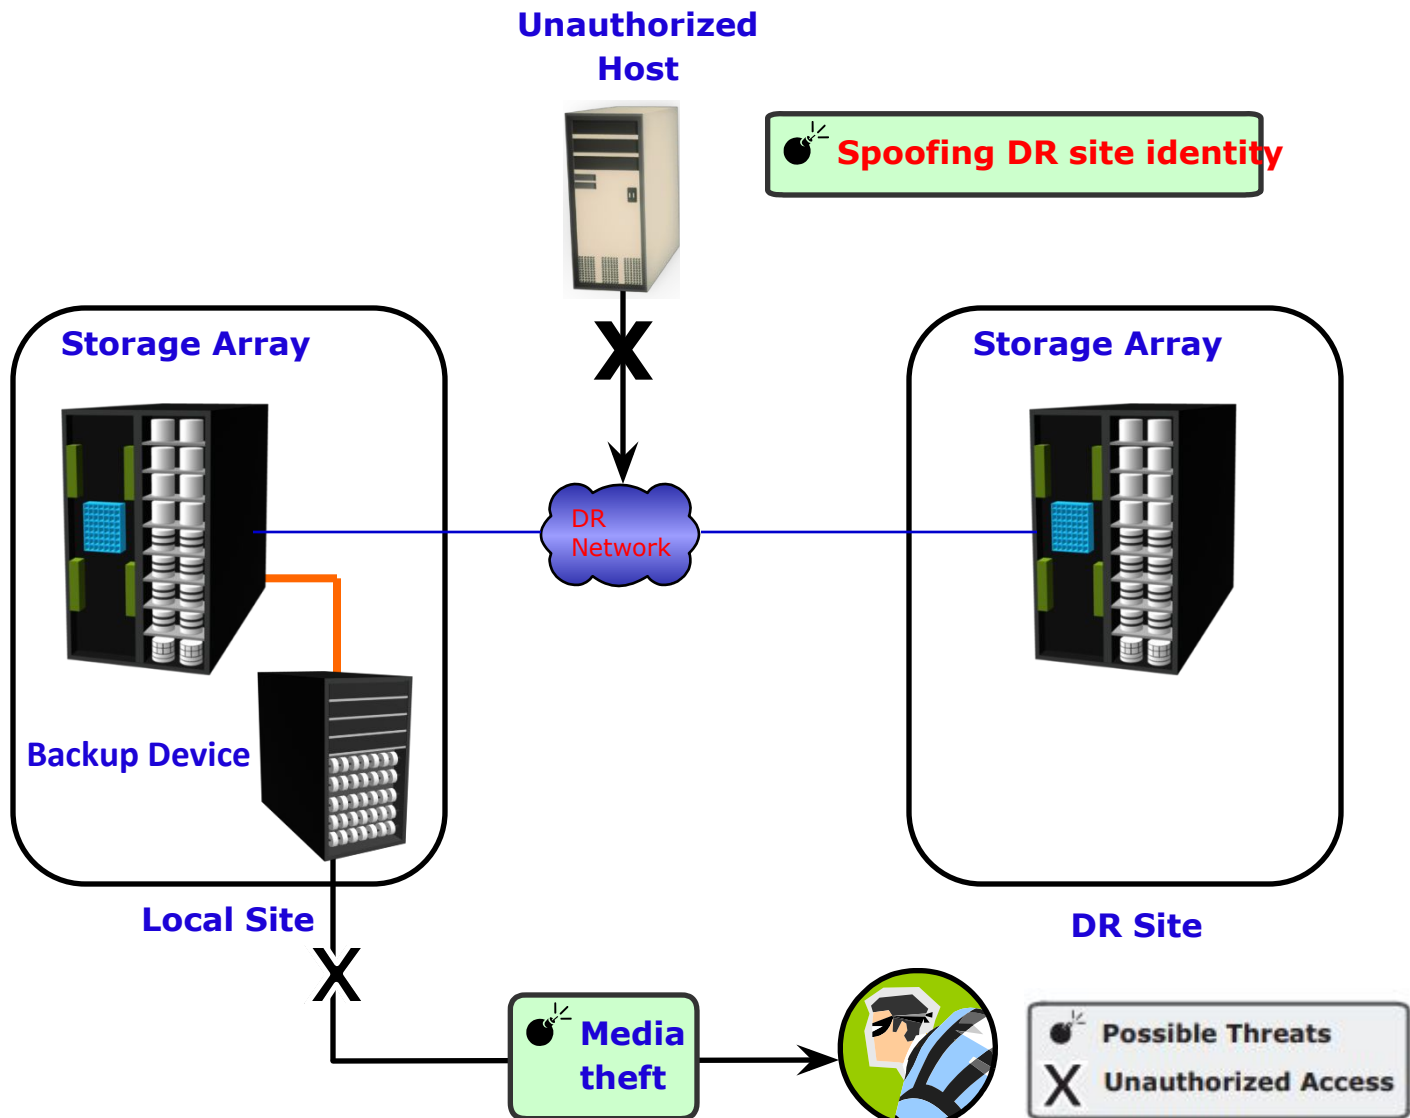 Unauthorized
Host
Spoofing DR site identity
Storage Array
Storage Array
DR
Network
Backup Device
Local Site
DR Site
X
X
Media
theft
Possible Threats
X Unauthorized Access